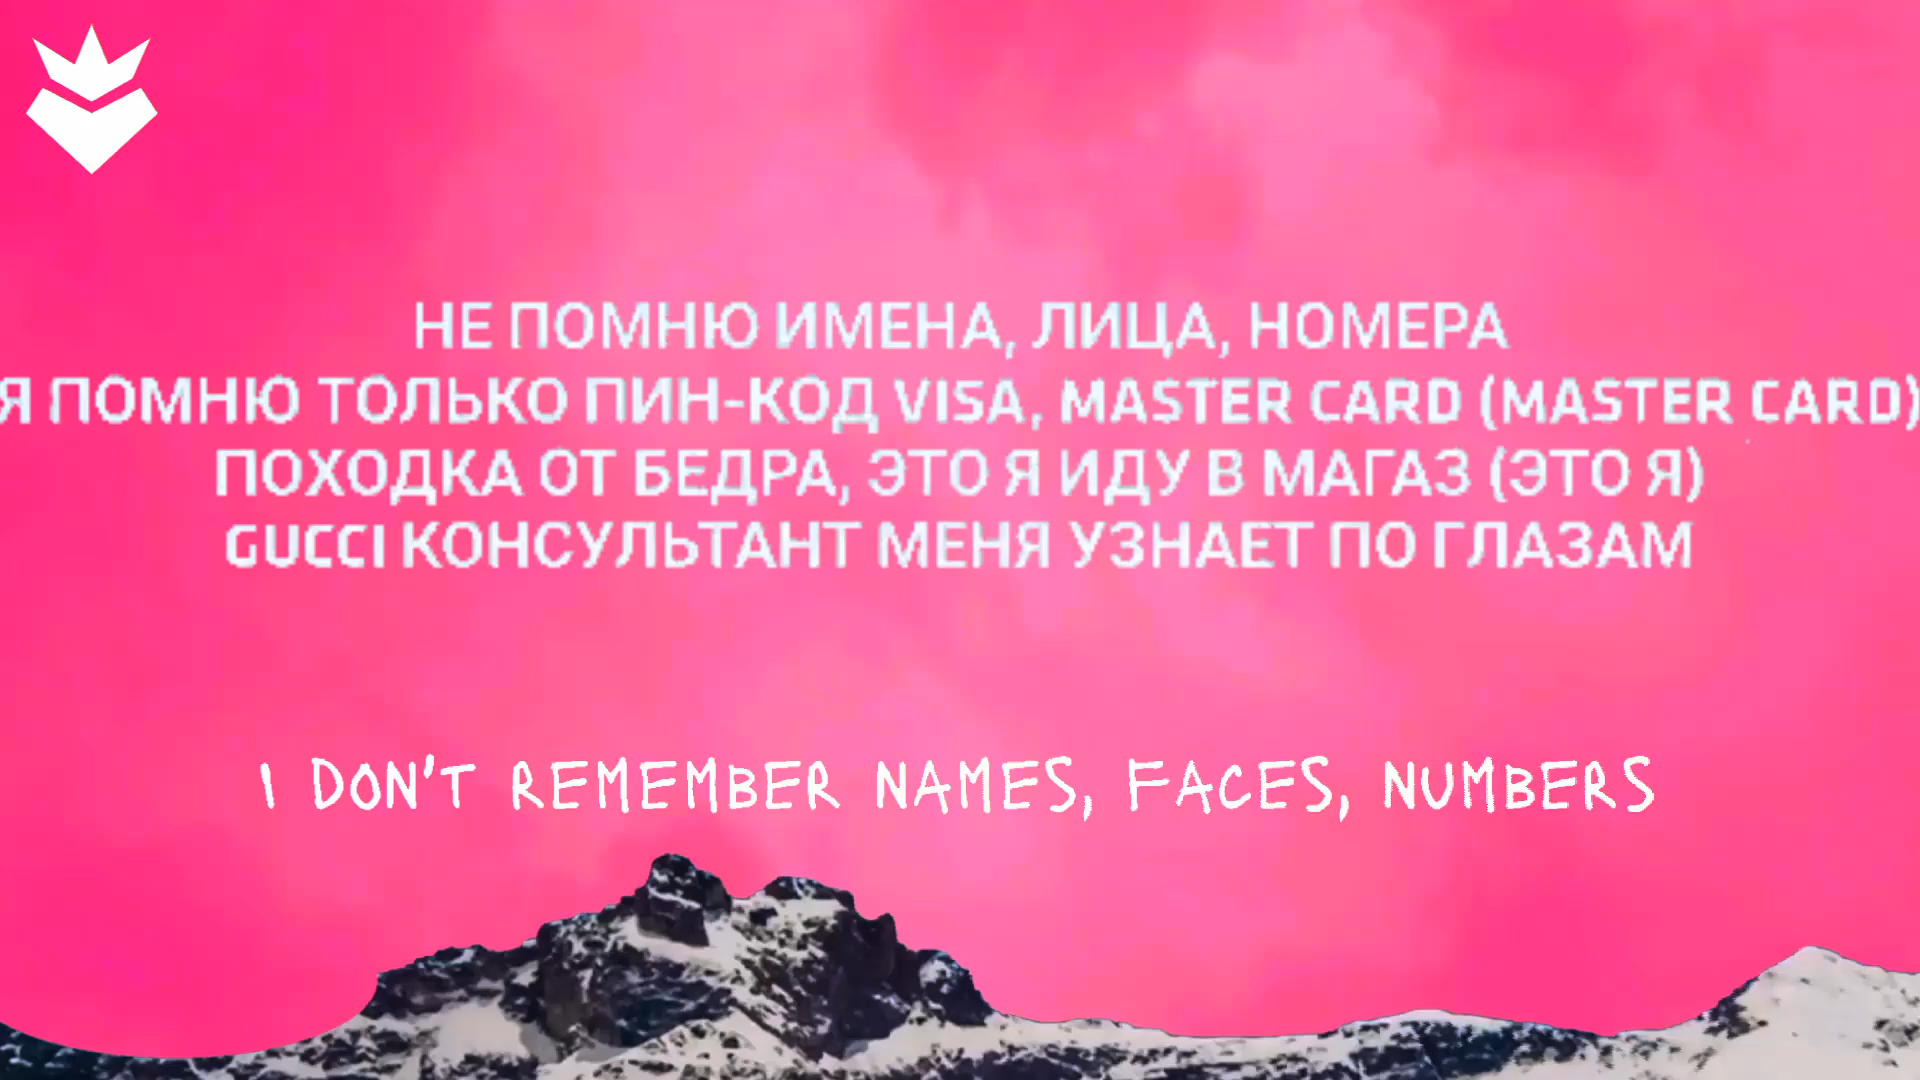 НЕ ПОМНЮ ИМЕНА, ЛИЦА, НОМЕРА
Я ПОМНЮ ТОЛЬКО ПИН-КОД VISA, MASTER CARD (MASTER CARD)
ПОХОДКА ОТ БЕДРА, ЭТО Я ИДУ В МАГАЗ (ЭТО Я)
GUCCI КОНСУЛЬТАНТ МЕНЯ УЗНАЕТ ПО ГЛАЗАМ
I DON'T REMEMBER NAMES, FACES, NUMBERS